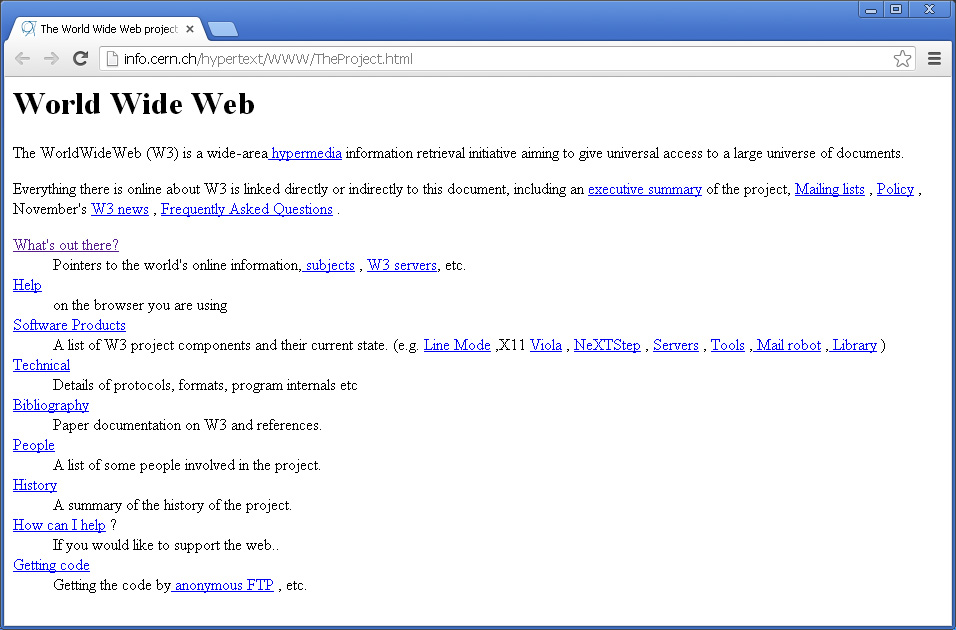 The World Wide Web project
info.cern.ch/hypertext/WWW/TheProject.html
World Wide Web
The WorldWideWeb (W3) is a wide-area hypermedia information retrieval initiative aiming to give universal access to a large universe of documents.
Everything there is online about W3 is linked directly or indirectly to this document, including an executive summary of the project, Mailing lists , Policy ,
November's W3 news , Frequently Asked Questions .
What's out there?
Pointers to the world's online information, subjects , W3 servers, etc.
Help
on the browser you are using
Software Products
A list of W3 project components and their current state. (e.g. Line Mode ,X11 Viola , NeXTStep , Servers , Tools , Mail robot , Library )
Technical
Details of protocols, formats, program internals etc
Bibliography
Paper documentation on W3 and references.
People
A list of some people involved in the project.
History
A summary of the history of the project.
How can I help ?
If you would like to support the web..
Getting code
Getting the code by anonymous FTP , etc.